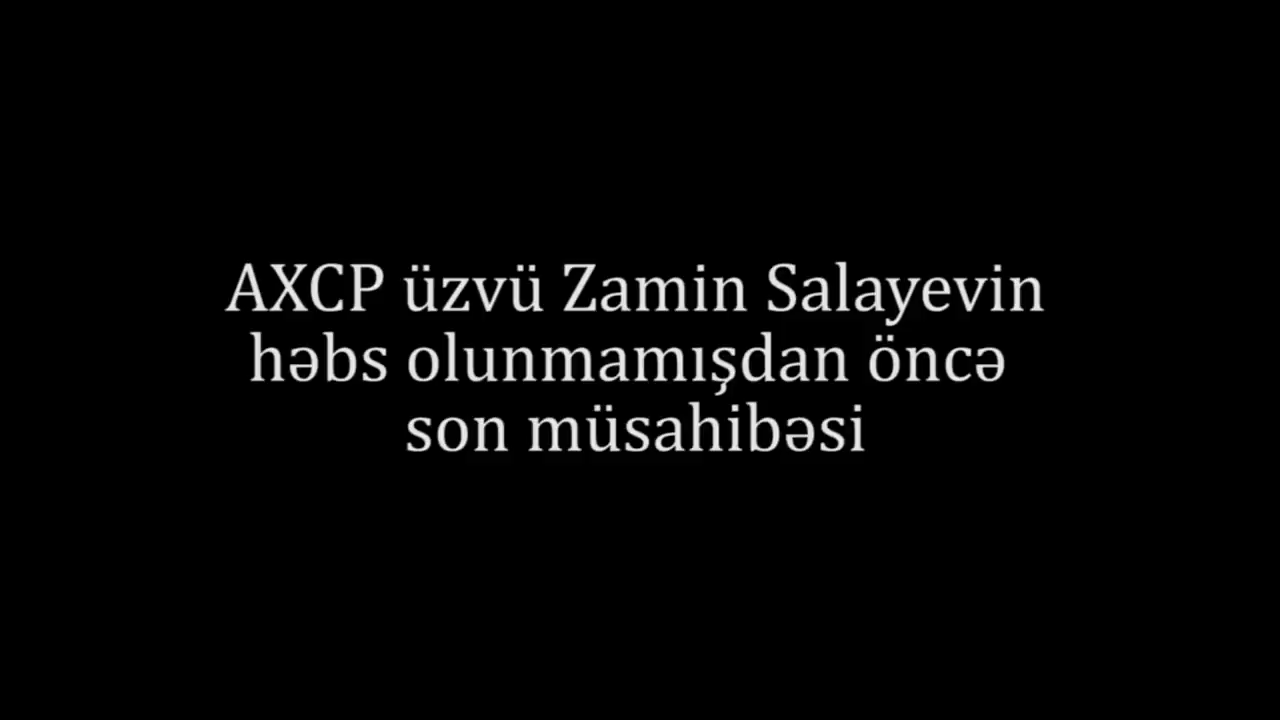 AXCP üzvü Zamin Salayevin
həbs olunmamışdan öncə
son müsahibəsi